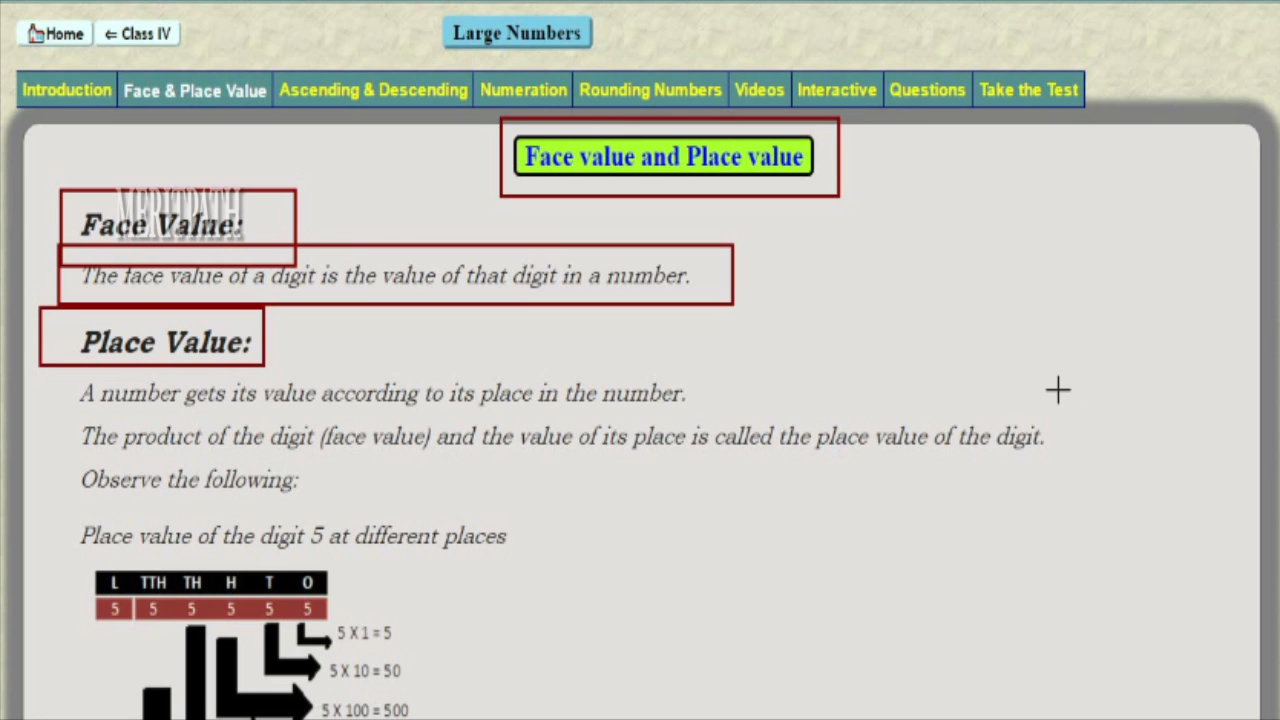 Home ⇐ Class IV
Large Numbers
Introduction Face & Place Value Ascending & Descending Numeration Rounding Numbers Videos Interactive Questions Take the Test
Face value and Place value
MERITPATH
Face Value:
The face value of a digit is the value of that digit in a number.
Place Value:
A number gets its value according to its place in the number.
The product of the digit (face value) and the value of its place is called the place value of the digit.
Observe the following:
Place value of the digit 5 at different places
L TTH TH H T O
5 5 5 5 5 5
5 X 1 = 5
5 X 10 = 50
5 X 100 = 500